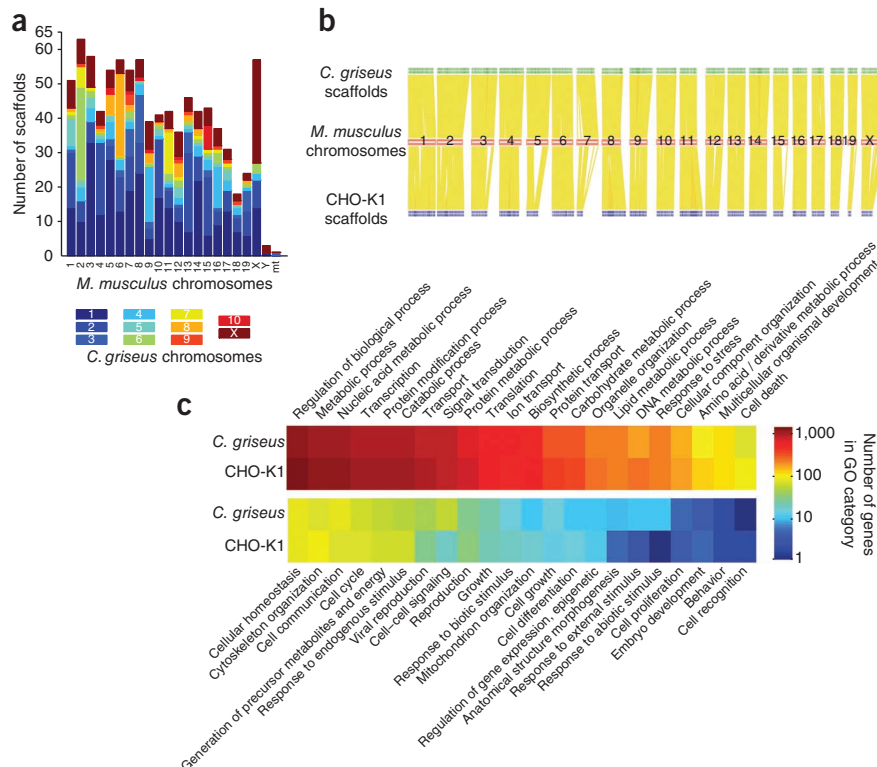 a
65
60
50
40
30
20
10
0
Number of scaffolds
1 2 3 4 5 6 7 8 9 10 11 12 13 14 15 16 17 18 19 X Y mt
M. musculus chromosomes
1 4 7 10
2 5 8 X
3 6 9
C. griseus chromosomes
b
C. griseus
scaffolds
M. musculus
chromosomes
1 2 3 4 5 6 7 8 9 10 11 12 13 14 15 16 17 18 19 X
CHO-K1
scaffolds
c
Regulation of biological process
Metabolic process
Nucleic acid metabolic process
Transcription
Protein modification process
Catabolic process
Transport
Signal transduction
Protein metabolic process
Translation
Ion transport
Biosynthetic process
Protein transport
Carbohydrate metabolic process
Organelle organization
Lipid metabolic process
DNA metabolic process
Response to stress
Cellular component organization
Amino acid / derivative metabolic process
Multicellular organismal development
Cell death
C. griseus
CHO-K1
C. griseus
CHO-K1
1,000
100
10
1
Number of genes
in GO category
Cellular homeostasis
Cytoskeleton organization
Cell communication
Cell cycle
Generation of precursor metabolites and energy
Response to endogenous stimulus
Viral reproduction
Cell–cell signaling
Reproduction
Growth
Response to biotic stimulus
Mitochondrion organization
Cell growth
Cell differentiation
Regulation of gene expression, epigenetic
Anatomical structure morphogenesis
Response to external stimulus
Response to abiotic stimulus
Cell proliferation
Embryo development
Behavior
Cell recognition